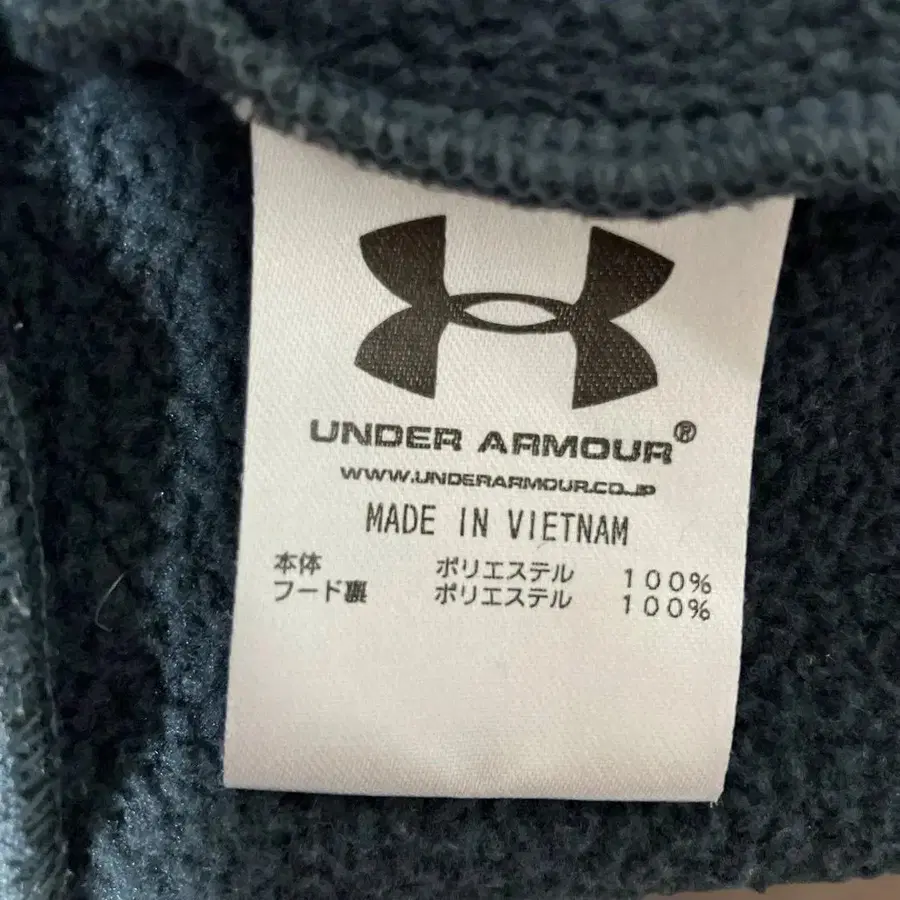 UNDER ARMOUR®
WWW.UNDERARMOUR.CO.JP
MADE IN VIETNAM
本体 ポリエステル 100%
フード裏 ポリエステル 100%